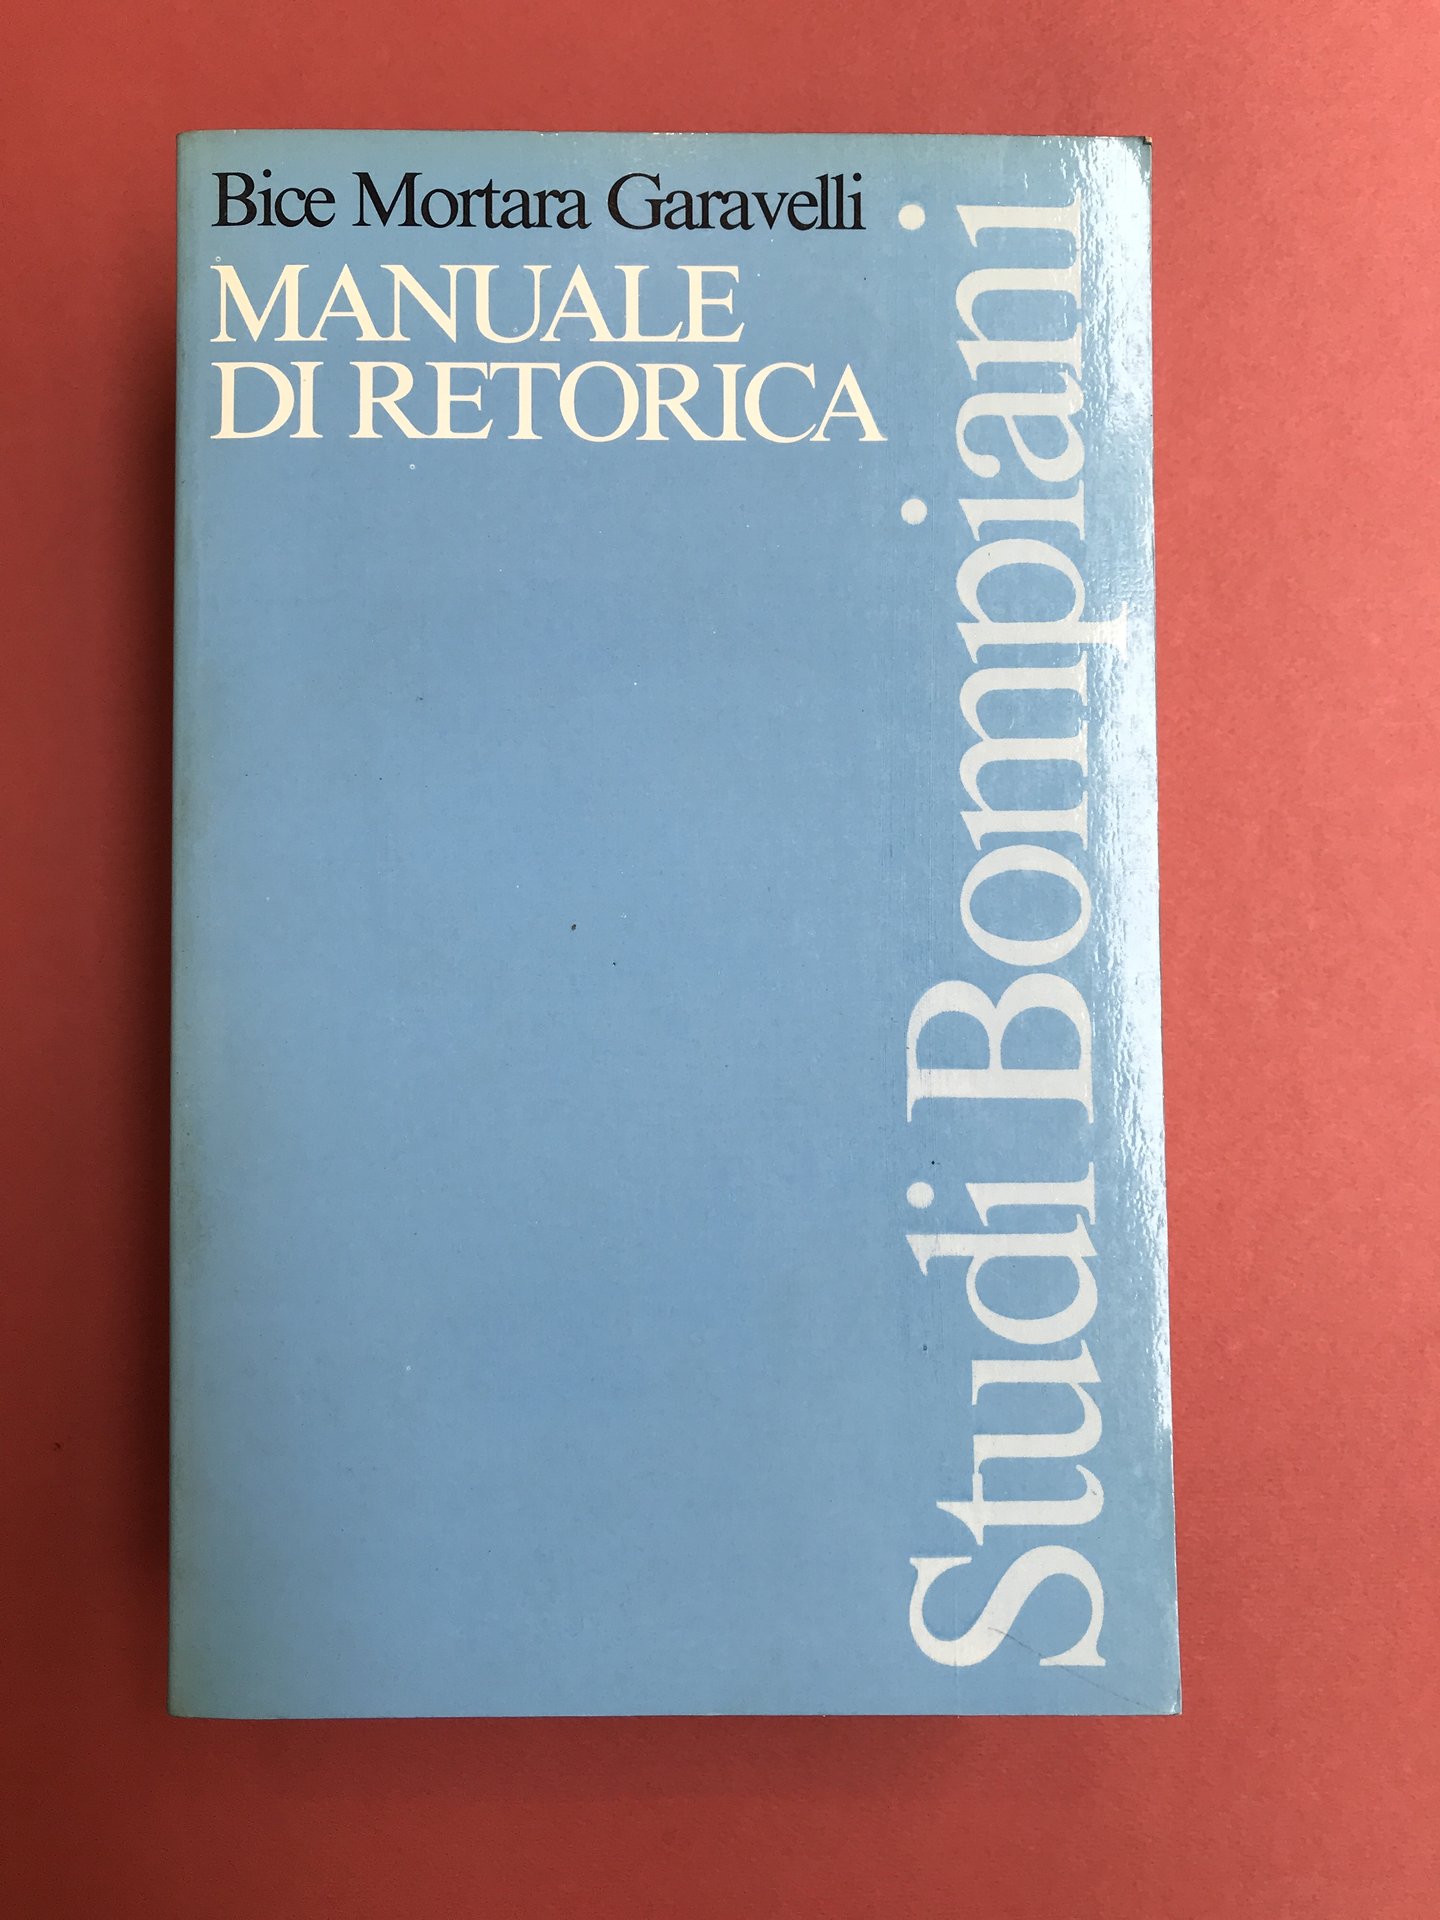 Bice Mortara Garavelli
MANUALE
DI RETORICA
Studi Bompiani